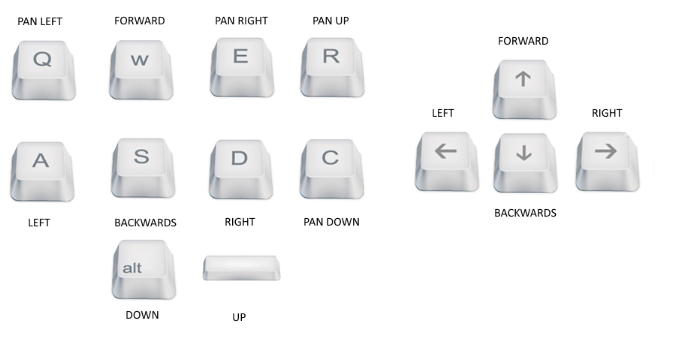 PAN LEFT FORWARD PAN RIGHT PAN UP
Q w E R
FORWARD
↑
LEFT RIGHT
← ↓ →
A S D C
BACKWARDS
LEFT BACKWARDS RIGHT PAN DOWN
alt
DOWN UP